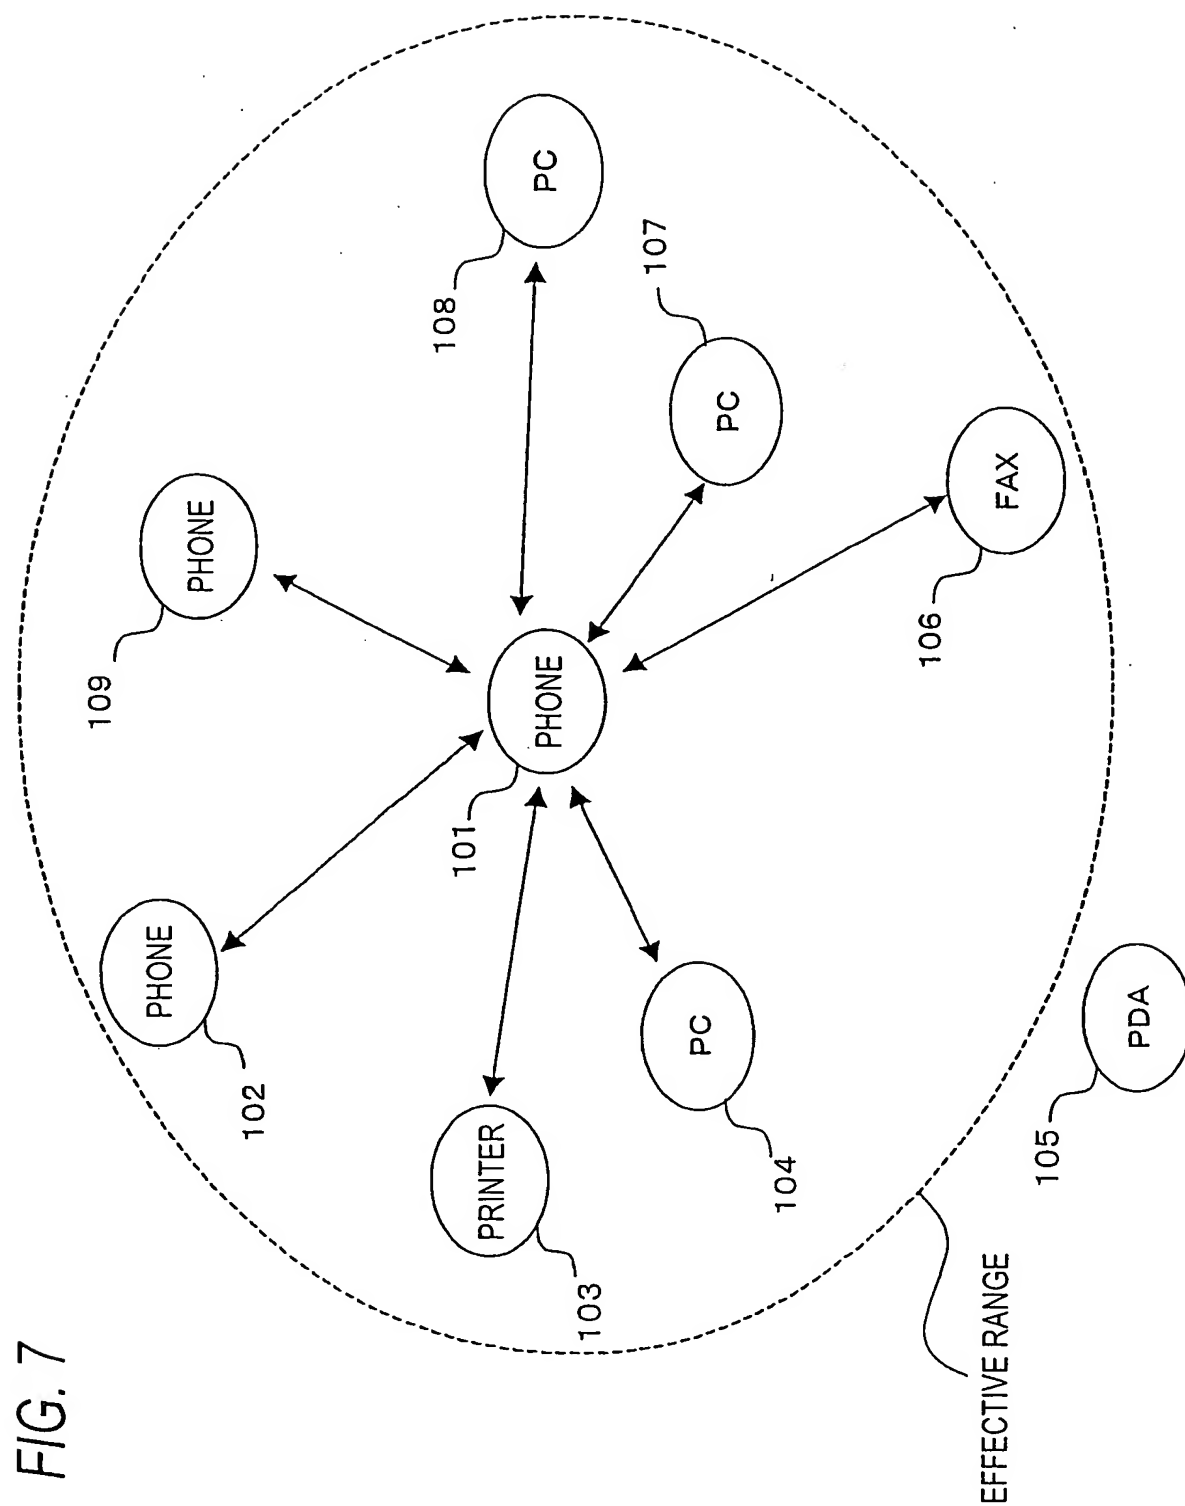 FIG. 7
PHONE
102
PHONE
109
PRINTER
103
PHONE
101
PC
108
PC
104
PC
107
FAX
106
PDA
105
EFFECTIVE RANGE